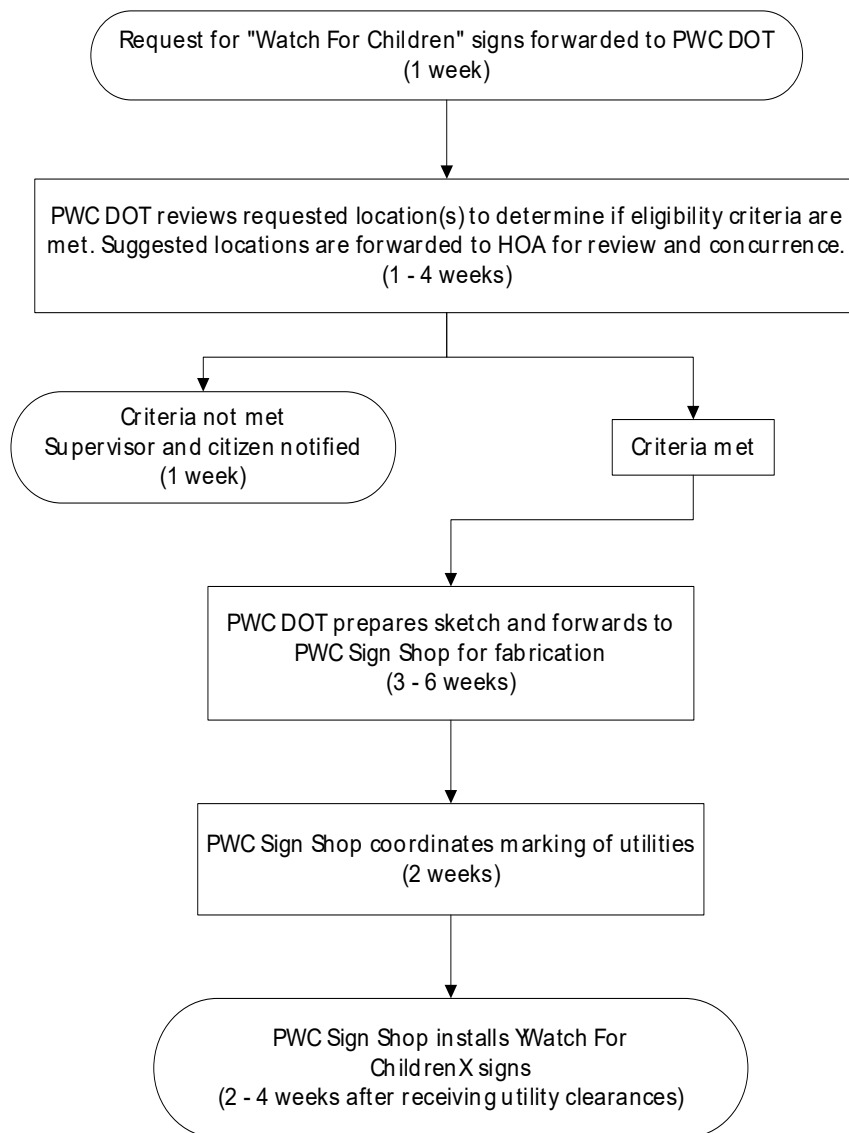 Request for "Watch For Children" signs forwarded to PWC DOT
(1 week)
PWC DOT reviews requested location(s) to determine if eligibility criteria are
met. Suggested locations are forwarded to HOA for review and concurrence.
(1 - 4 weeks)
Criteria not met
Supervisor and citizen notified
(1 week)
Criteria met
PWC DOT prepares sketch and forwards to
PWC Sign Shop for fabrication
(3 - 6 weeks)
PWC Sign Shop coordinates marking of utilities
(2 weeks)
PWC Sign Shop installs YWatch For
ChildrenX signs
(2 - 4 weeks after receiving utility clearances)